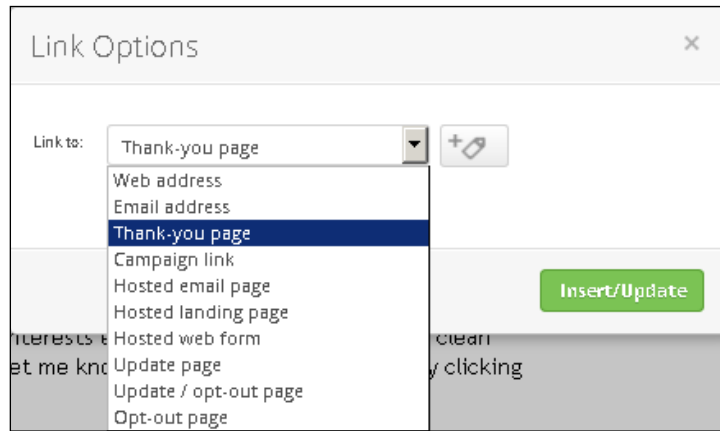 Link Options
×
Link to: Thank-you page
Web address
Email address
Thank-you page
Campaign link
Hosted email page
Hosted landing page
Hosted web form
Update page
Update / opt-out page
Opt-out page
Insert/Update
clean
et me y clicking